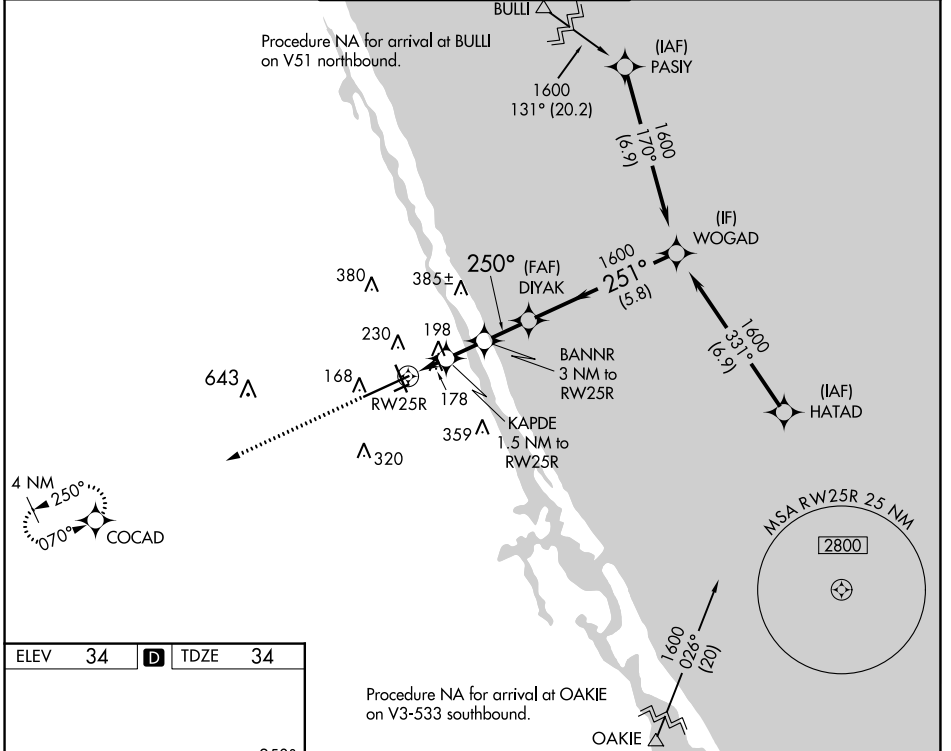 BULLI
Procedure NA for arrival at BULLI
on V51 northbound.
(IAF)
PASIY
1600
131° (20.2)
1600
170°
(6.9)
(IF)
WOGAD
1600
251°
(5.8)
250°
(FAF)
DIYAK
380
385±
230
198
BANNR
3 NM to
RW25R
1600
331°
(6.9)
643
168
RW25R
178
(IAF)
HATAD
KAPDE
1.5 NM to
RW25R
359
320
4 NM
250°
070°
COCAD
MSA RW25R 25 NM
2800
1600
026°
(20)
ELEV 34 D TDZE 34
Procedure NA for arrival at OAKIE
on V3-533 southbound.
OAKIE